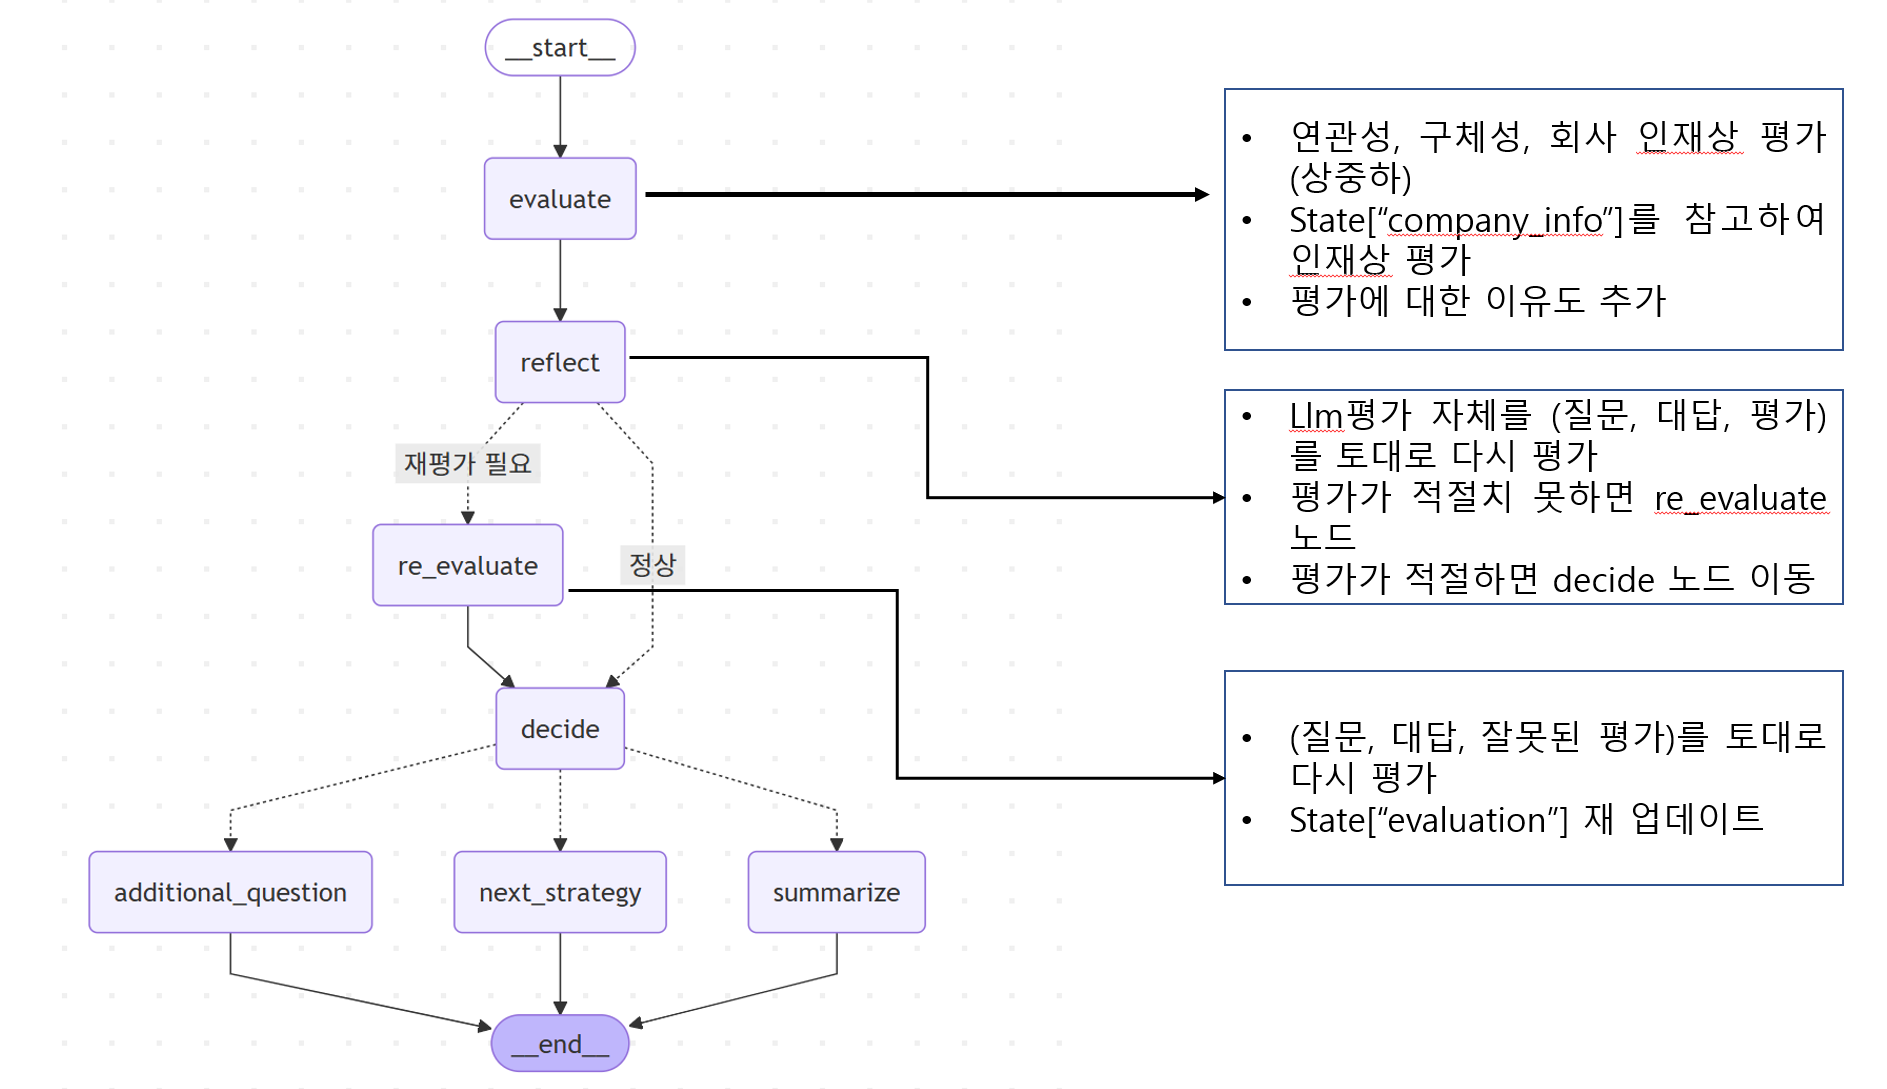 __start__
evaluate
reflect
재평가 필요
re_evaluate
정상
decide
additional_question
next_strategy
summarize
__end__
• 연관성, 구체성, 회사 인재상 평가
(상중하)
• State[“company_info”]를 참고하여
인재상 평가
• 평가에 대한 이유도 추가
• Llm평가 자체를 (질문, 대답, 평가)
를 토대로 다시 평가
• 평가가 적절치 못하면 re_evaluate
노드
• 평가가 적절하면 decide 노드 이동
• (질문, 대답, 잘못된 평가)를 토대로
다시 평가
• State[“evaluation”] 재 업데이트